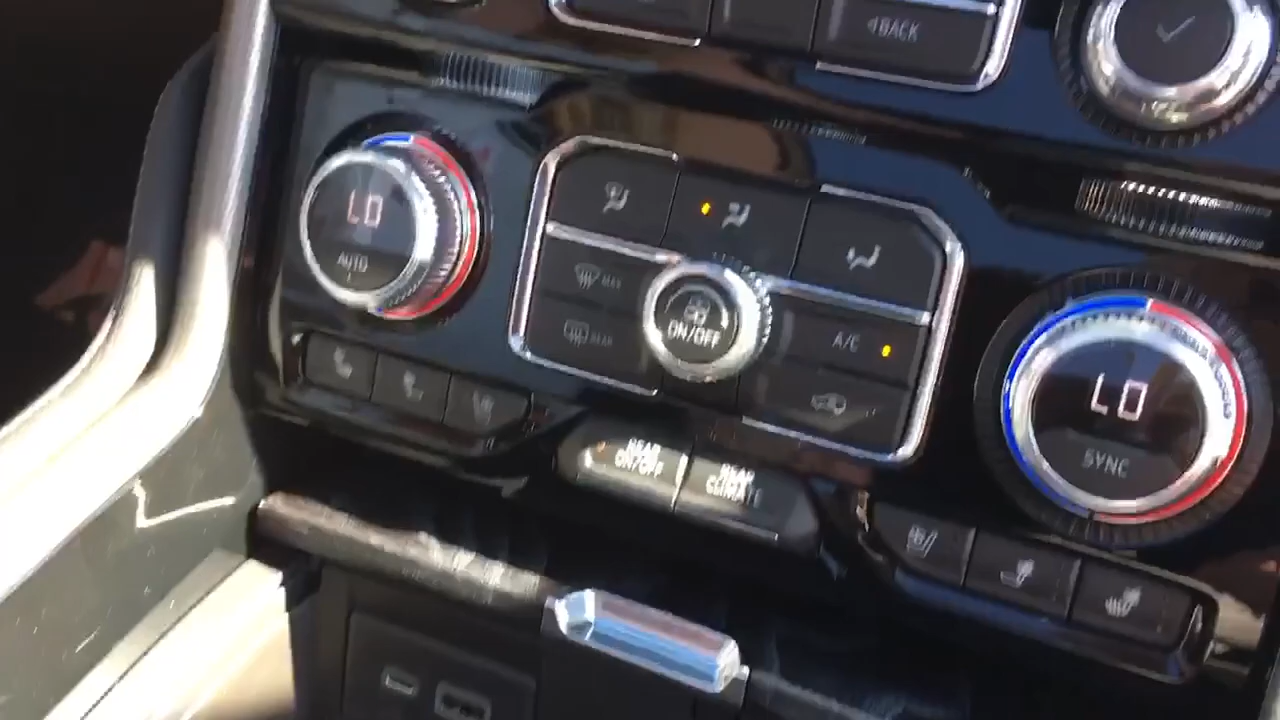 ◁BACK
LO
AUTO
MAX
REAR
ON/OFF
A/C
LO
SYNC
REAR
ON/OFF
REAR
CLIMATE